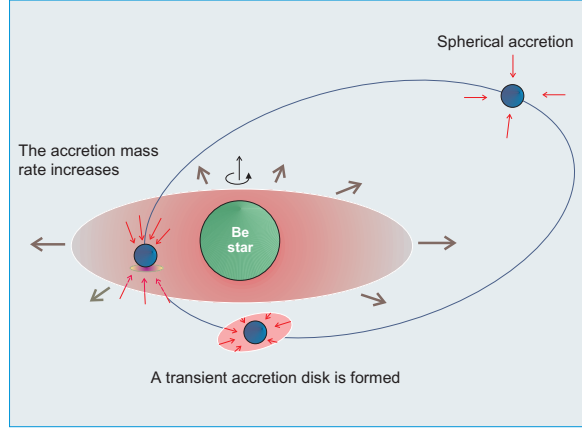 Spherical accretion
The accretion mass
rate increases
Be
star
A transient accretion disk is formed